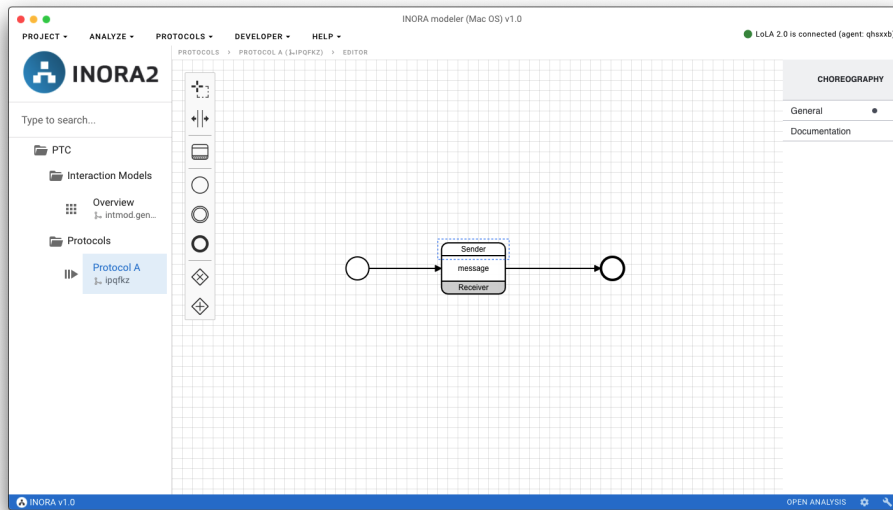 INORA modeler (Mac OS) v1.0
PROJECT ANALYZE PROTOCOLS DEVELOPER HELP
LoLA 2.0 is connected (agent: qhsxxb)
PROTOCOLS > PROTOCOL A (IPQFKZ) > EDITOR
INORA2
CHOREOGRAPHY
Type to search...
General
Documentation
PTC
Interaction Models
Overview
intmod.gen...
Protocols
Protocol A
ipqfkz
Sender
message
Receiver
INORA v1.0
OPEN ANALYSIS